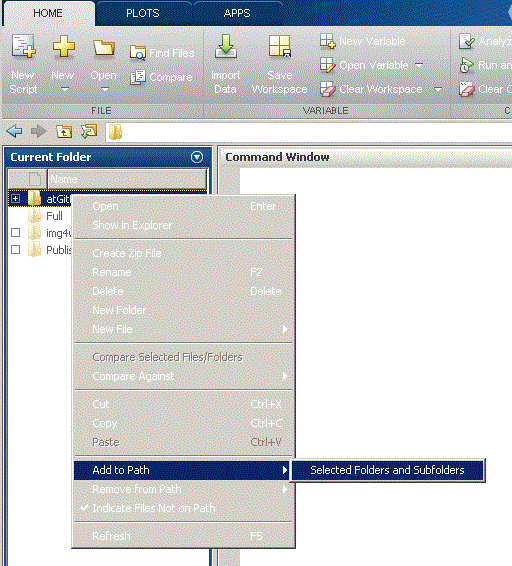 HOME PLOTS APPS
New Script New Open Find Files Compare Import Data Save Workspace New Variable Open Variable Clear Workspace Analyz Run an Clear C
FILE VARIABLE C
Current Folder
Name
atGit
Full
img4v
Publis
Command Window
Open Enter
Show in Explorer
Create Zip File
Rename F2
Delete Delete
New Folder
New File
Compare Selected Files/Folders
Compare Against
Cut Ctrl+X
Copy Ctrl+C
Paste Ctrl+V
Add to Path
Selected Folders and Subfolders
Remove from Path
Indicate Files Not on Path
Refresh F5